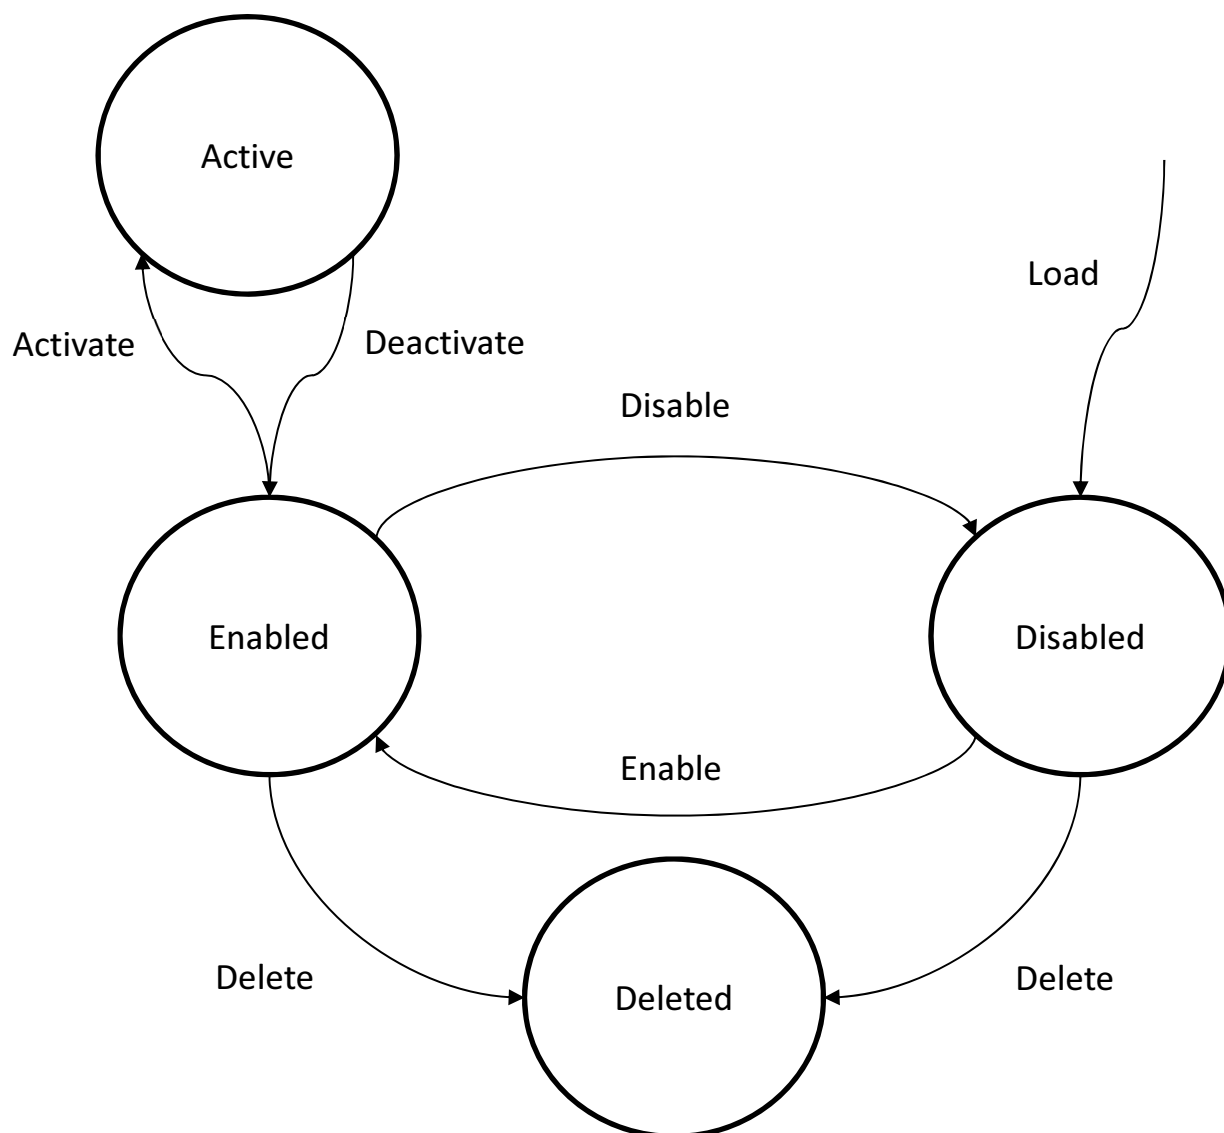 Active
Load
Activate
Deactivate
Disable
Enabled
Disabled
Enable
Delete
Deleted
Delete